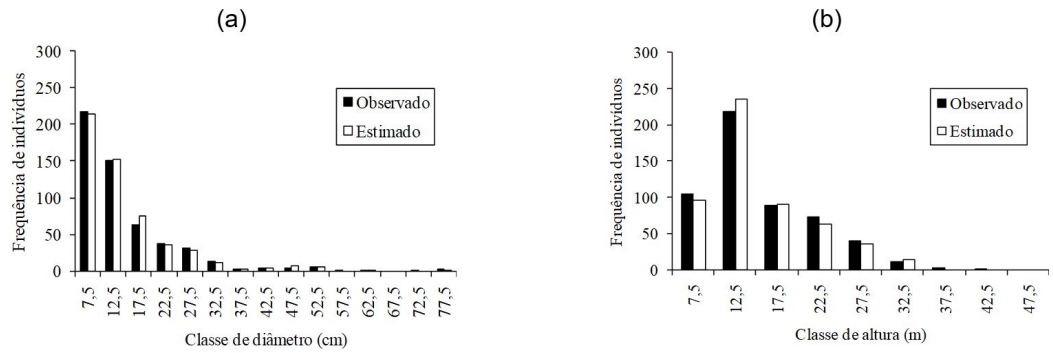 (a)
300
250
200
150
100
50
0
Frequência de indivíduos
Observado
Estimado
7,5 12,5 17,5 22,5 27,5 32,5 37,5 42,5 47,5 52,5 57,5 62,5 67,5 72,5 77,5
Classe de diâmetro (cm)
(b)
300
250
200
150
100
50
0
Frequência de indivíduos
Observado
Estimado
7,5 12,5 17,5 22,5 27,5 32,5 37,5 42,5 47,5
Classe de altura (m)